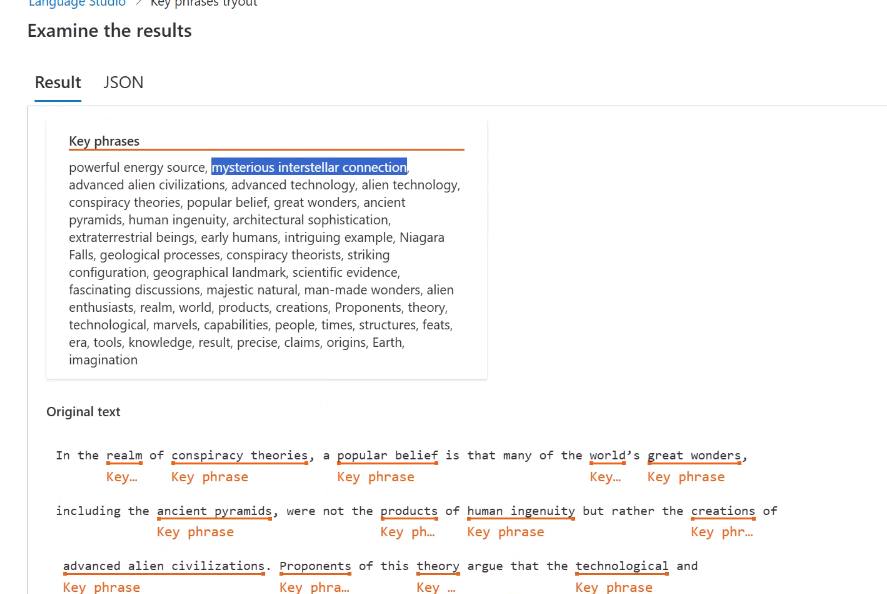 Language Studio > Key phrases tryout
Examine the results
Result JSON
Key phrases
powerful energy source, mysterious interstellar connection,
advanced alien civilizations, advanced technology, alien technology,
conspiracy theories, popular belief, great wonders, ancient
pyramids, human ingenuity, architectural sophistication,
extraterrestrial beings, early humans, intriguing example, Niagara
Falls, geological processes, conspiracy theorists, striking
configuration, geographical landmark, scientific evidence,
fascinating discussions, majestic natural, man-made wonders, alien
enthusiasts, realm, world, products, creations, Proponents, theory,
technological, marvels, capabilities, people, times, structures, feats,
era, tools, knowledge, result, precise, claims, origins, Earth,
imagination
Original text
In the realm of conspiracy theories, a popular belief is that many of the world’s great wonders,
Key… Key phrase Key phrase Key… Key phrase
including the ancient pyramids, were not the products of human ingenuity but rather the creations of
Key phrase Key ph… Key phrase Key phr…
advanced alien civilizations. Proponents of this theory argue that the technological and
Key phrase Key phra… Key … Key phrase